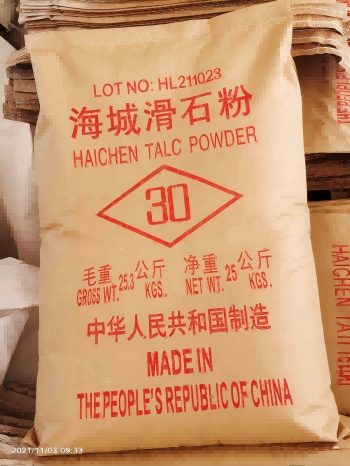 LOT NO: HL211023
海城滑石粉
HAICHEN TALC POWDER
30
毛重 25.3 公斤 净重 25 公斤
GROSS WT. KGS. NET WT. KGS.
中华人民共和国制造
MADE IN
THE PEOPLE'S REPUBLIC OF CHINA
HAICHEN
2021/11/03 09:33